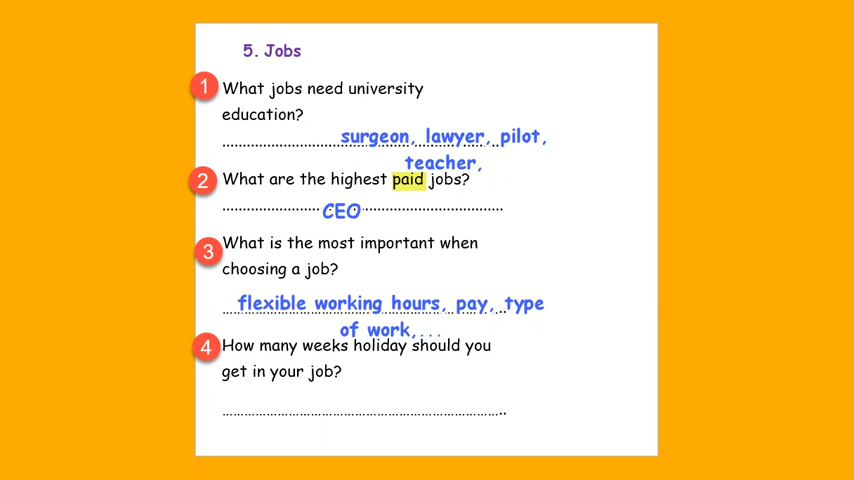 5. Jobs
1
What jobs need university
education?
surgeon, lawyer, pilot,
teacher,
2
What are the highest paid jobs?
CEO
3
What is the most important when
choosing a job?
flexible working hours, pay, type
of work,...
4
How many weeks holiday should you
get in your job?